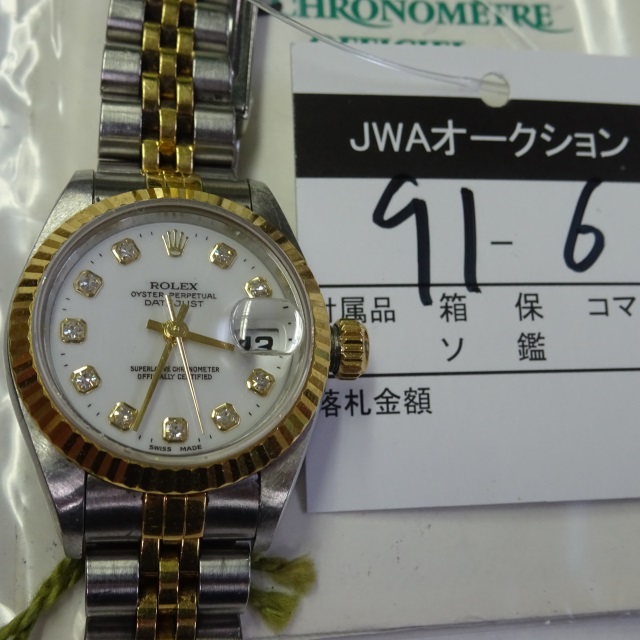 CHRONOMETRE
OFFICIEL
JWAオークション
91-6
付属品 箱 保 コマ
ソ 鑑
落札金額
ROLEX
OYSTER PERPETUAL
DATEJUST
SUPERLATIVE CHRONOMETER
OFFICIALLY CERTIFIED
SWISS MADE